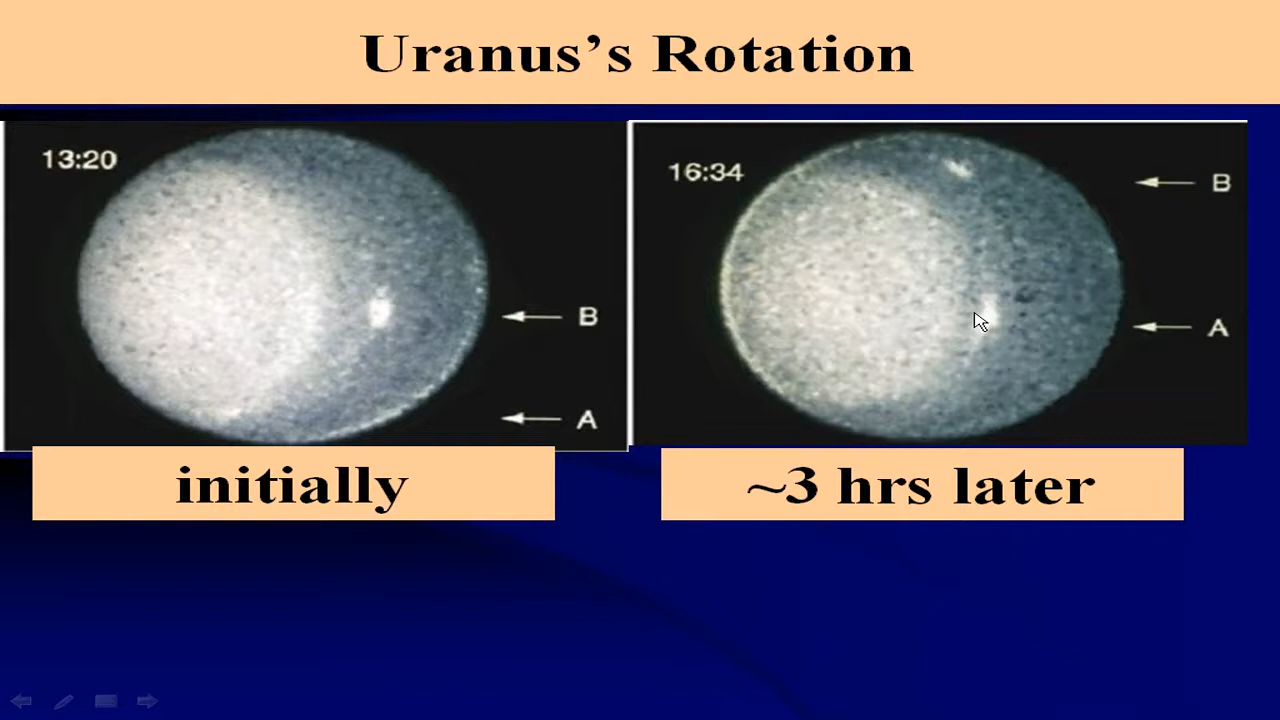 Uranus's Rotation
13:20
B
A
16:34
B
A
initially
~3 hrs later